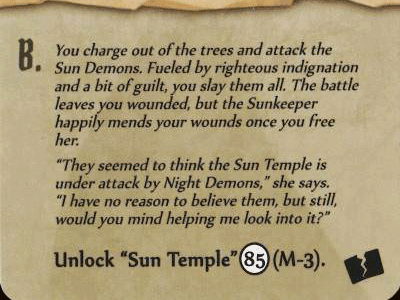 B. You charge out of the trees and attack the
Sun Demons. Fueled by righteous indignation
and a bit of guilt, you slay them all. The battle
leaves you wounded, but the Sunkeeper
happily mends your wounds once you free
her.
“They seemed to think the Sun Temple is
under attack by Night Demons,” she says.
“I have no reason to believe them, but still,
would you mind helping me look into it?”
Unlock “Sun Temple” 85 (M-3).